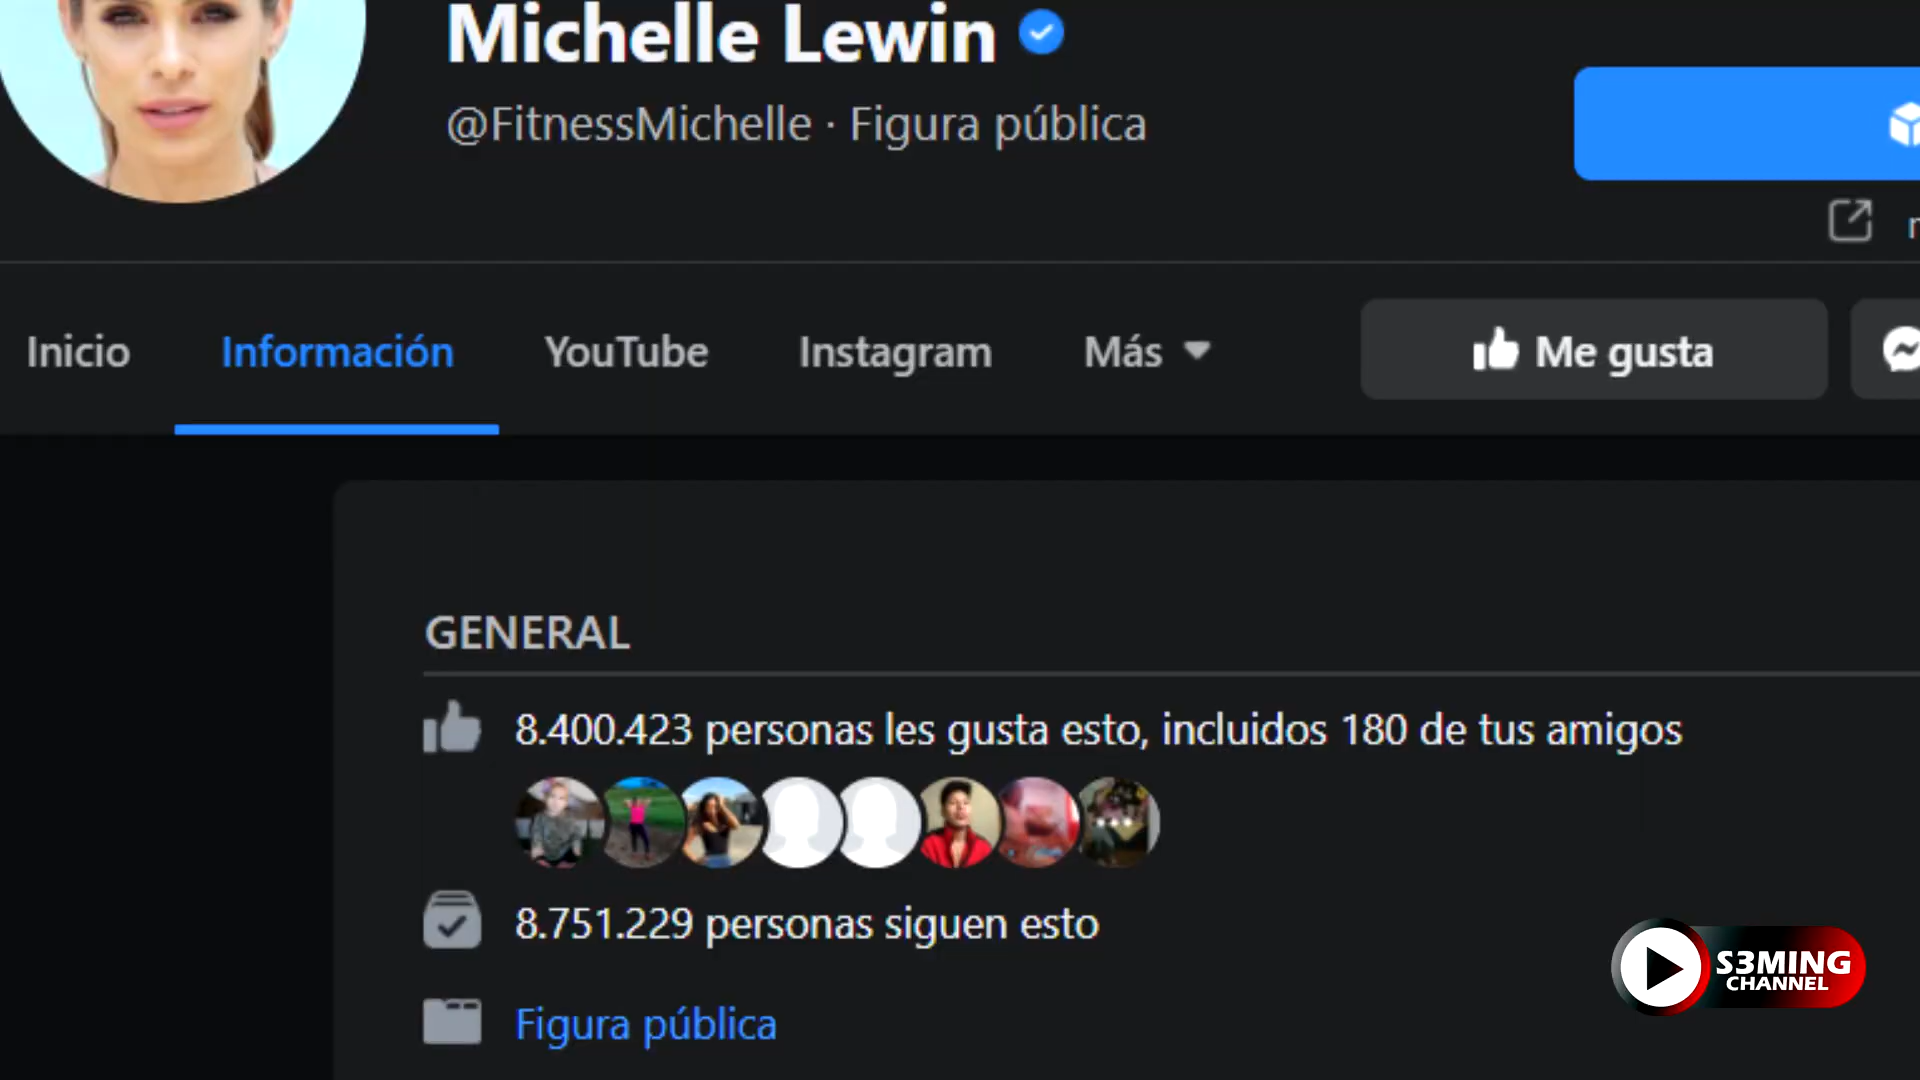 Michelle Lewin
@FitnessMichelle · Figura pública
Inicio
Información
YouTube
Instagram
Más
Me gusta
GENERAL
8.400.423 personas les gusta esto, incluidos 180 de tus amigos
8.751.229 personas siguen esto
Figura pública
S3MING
CHANNEL